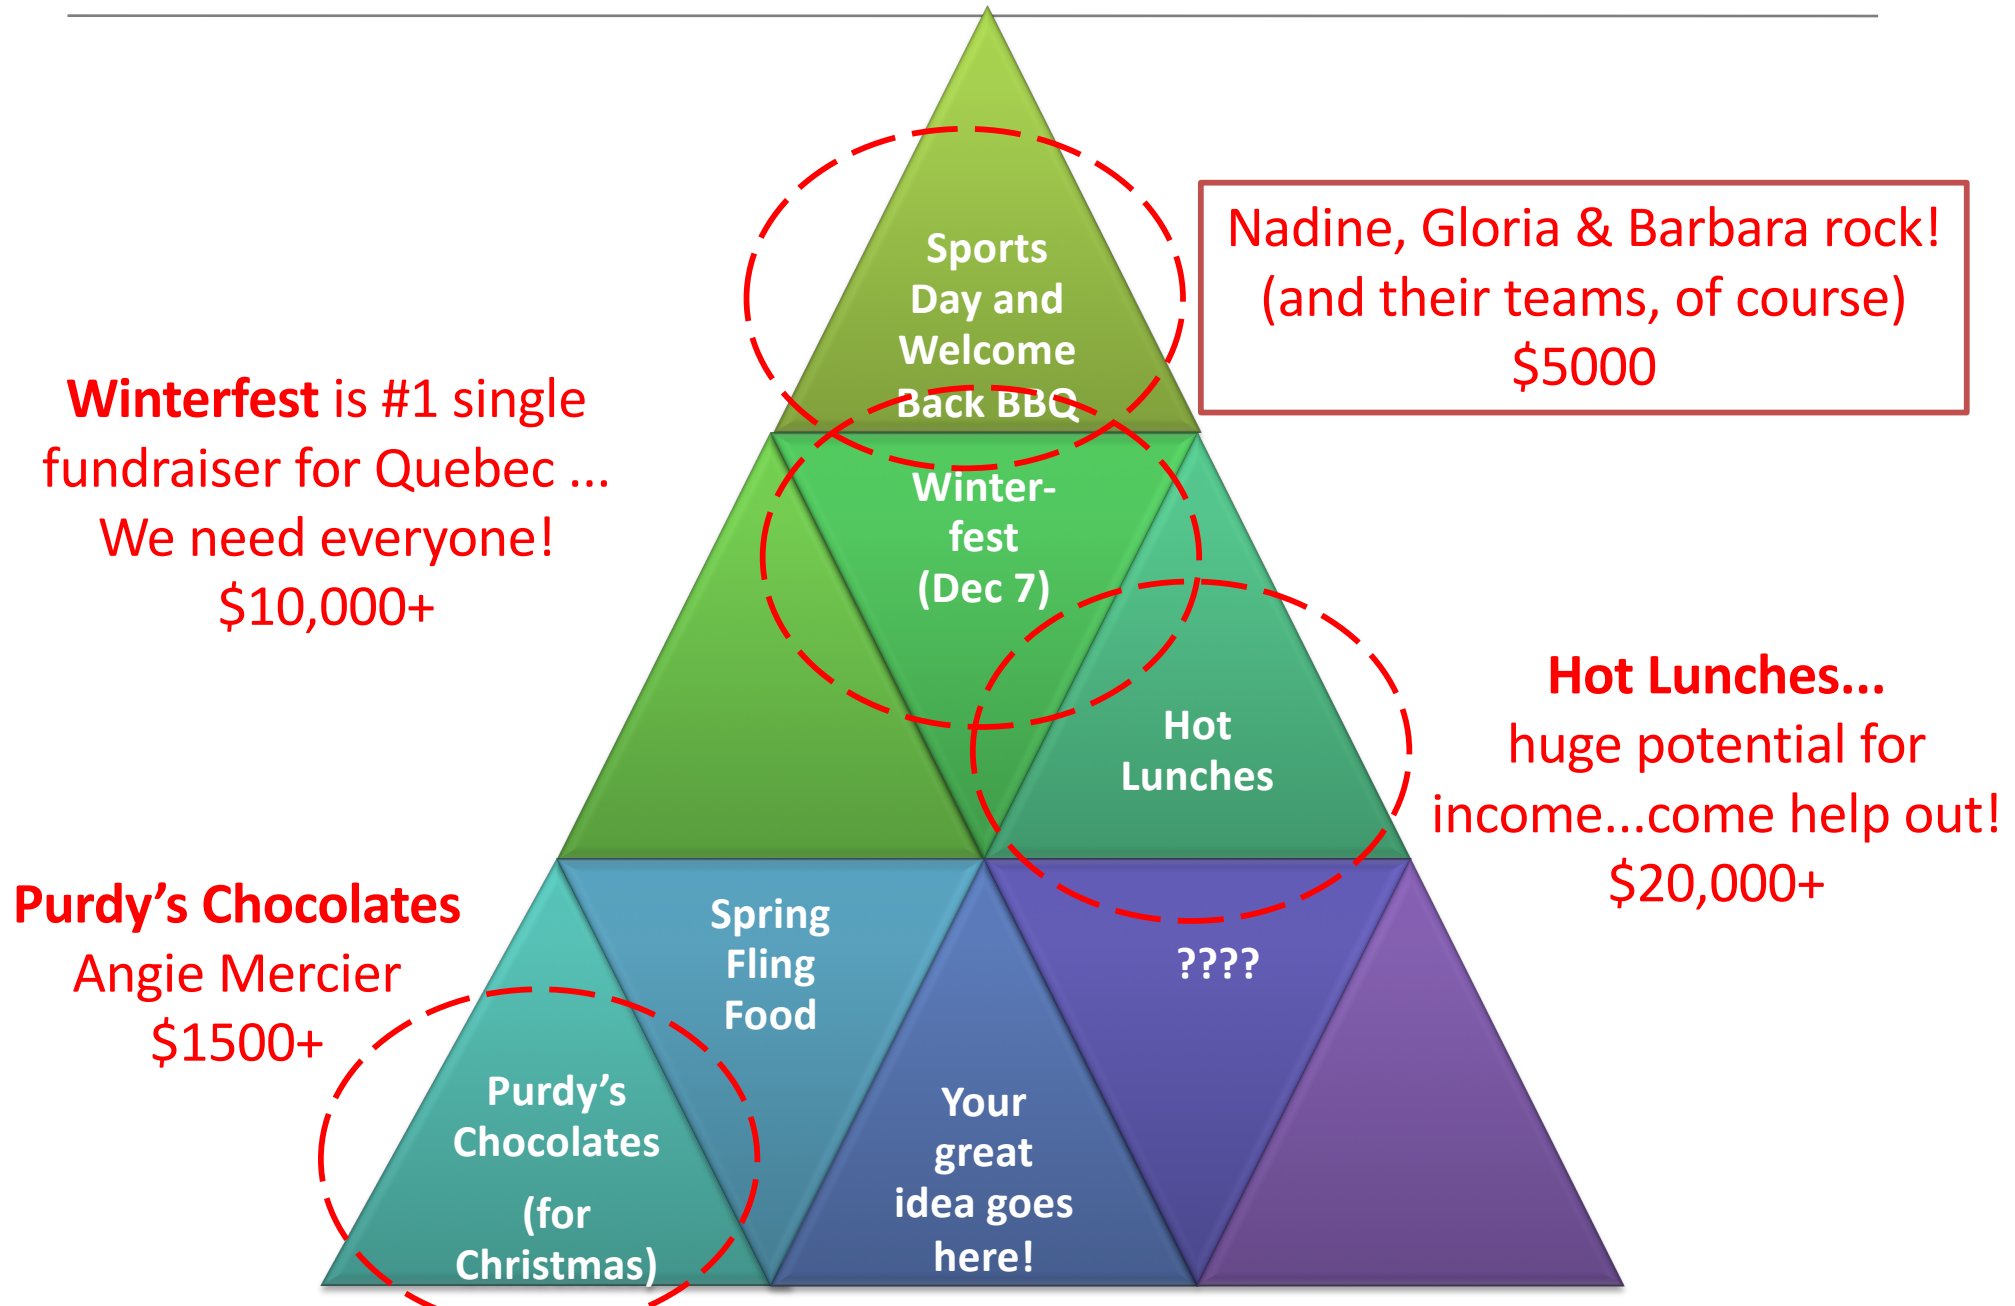 Sports
Day and
Welcome
Back BBQ
Nadine, Gloria & Barbara rock!
(and their teams, of course)
$5000
Winterfest is #1 single
fundraiser for Quebec ...
We need everyone!
$10,000+
Winter-
fest
(Dec 7)
Hot
Lunches
Hot Lunches...
huge potential for
income...come help out!
$20,000+
Purdy’s Chocolates
Angie Mercier
$1500+
Purdy’s
Chocolates
(for
Christmas)
Spring
Fling
Food
Your
great
idea goes
here!
????